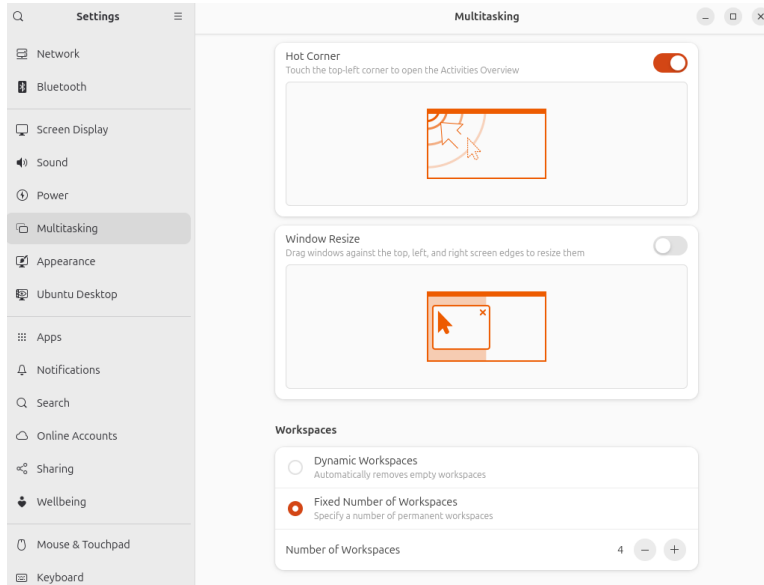 Settings
Network
Bluetooth
Screen Display
Sound
Power
Multitasking
Appearance
Ubuntu Desktop
Apps
Notifications
Search
Online Accounts
Sharing
Wellbeing
Mouse & Touchpad
Keyboard
Multitasking
Hot Corner
Touch the top-left corner to open the Activities Overview
Window Resize
Drag windows against the top, left, and right screen edges to resize them
Workspaces
Dynamic Workspaces
Automatically removes empty workspaces
Fixed Number of Workspaces
Specify a number of permanent workspaces
Number of Workspaces 4